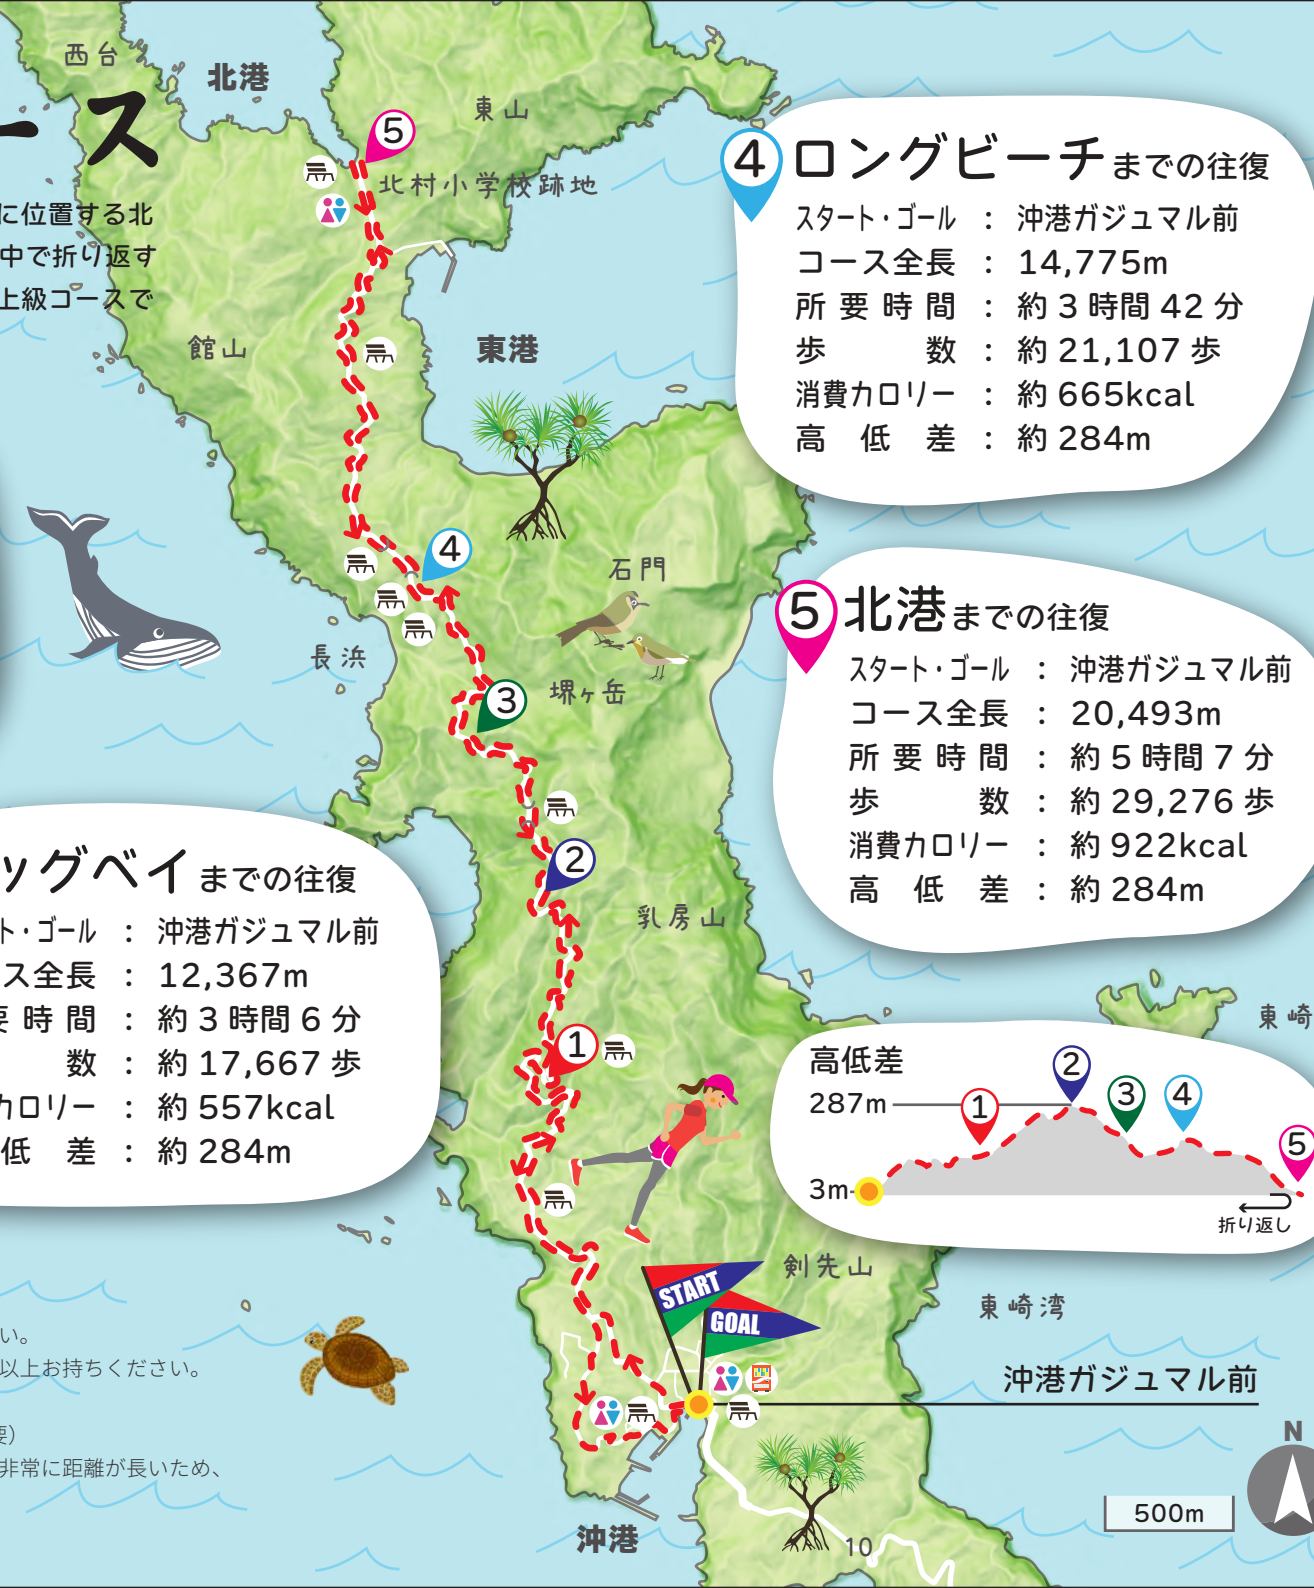 西台
北港
ース
東山
5
北村小学校跡地
に位置する北
中で折り返す
上級コースで
館山
東港
4 ロングビーチまでの往復
スタート・ゴール : 沖港ガジュマル前
コース全長 : 14,775m
所要時間 : 約3時間42分
歩数 : 約21,107歩
消費カロリー : 約665kcal
高低差 : 約284m
4
石門
長浜
堺ヶ岳
3
5 北港までの往復
スタート・ゴール : 沖港ガジュマル前
コース全長 : 20,493m
所要時間 : 約5時間7分
歩数 : 約29,276歩
消費カロリー : 約922kcal
高低差 : 約284m
2
乳房山
ッグベイまでの往復
ト・ゴール : 沖港ガジュマル前
ス全長 : 12,367m
要時間 : 約3時間6分
数 : 約17,667歩
カロリー : 約557kcal
低差 : 約284m
1
東崎
高低差
287m
3m
1
2
3
4
5
折り返し
剣先山
START
GOAL
東崎湾
沖港ガジュマル前
い。
以上お持ちください。
要）
非常に距離が長いため、
沖港
10
500m
N